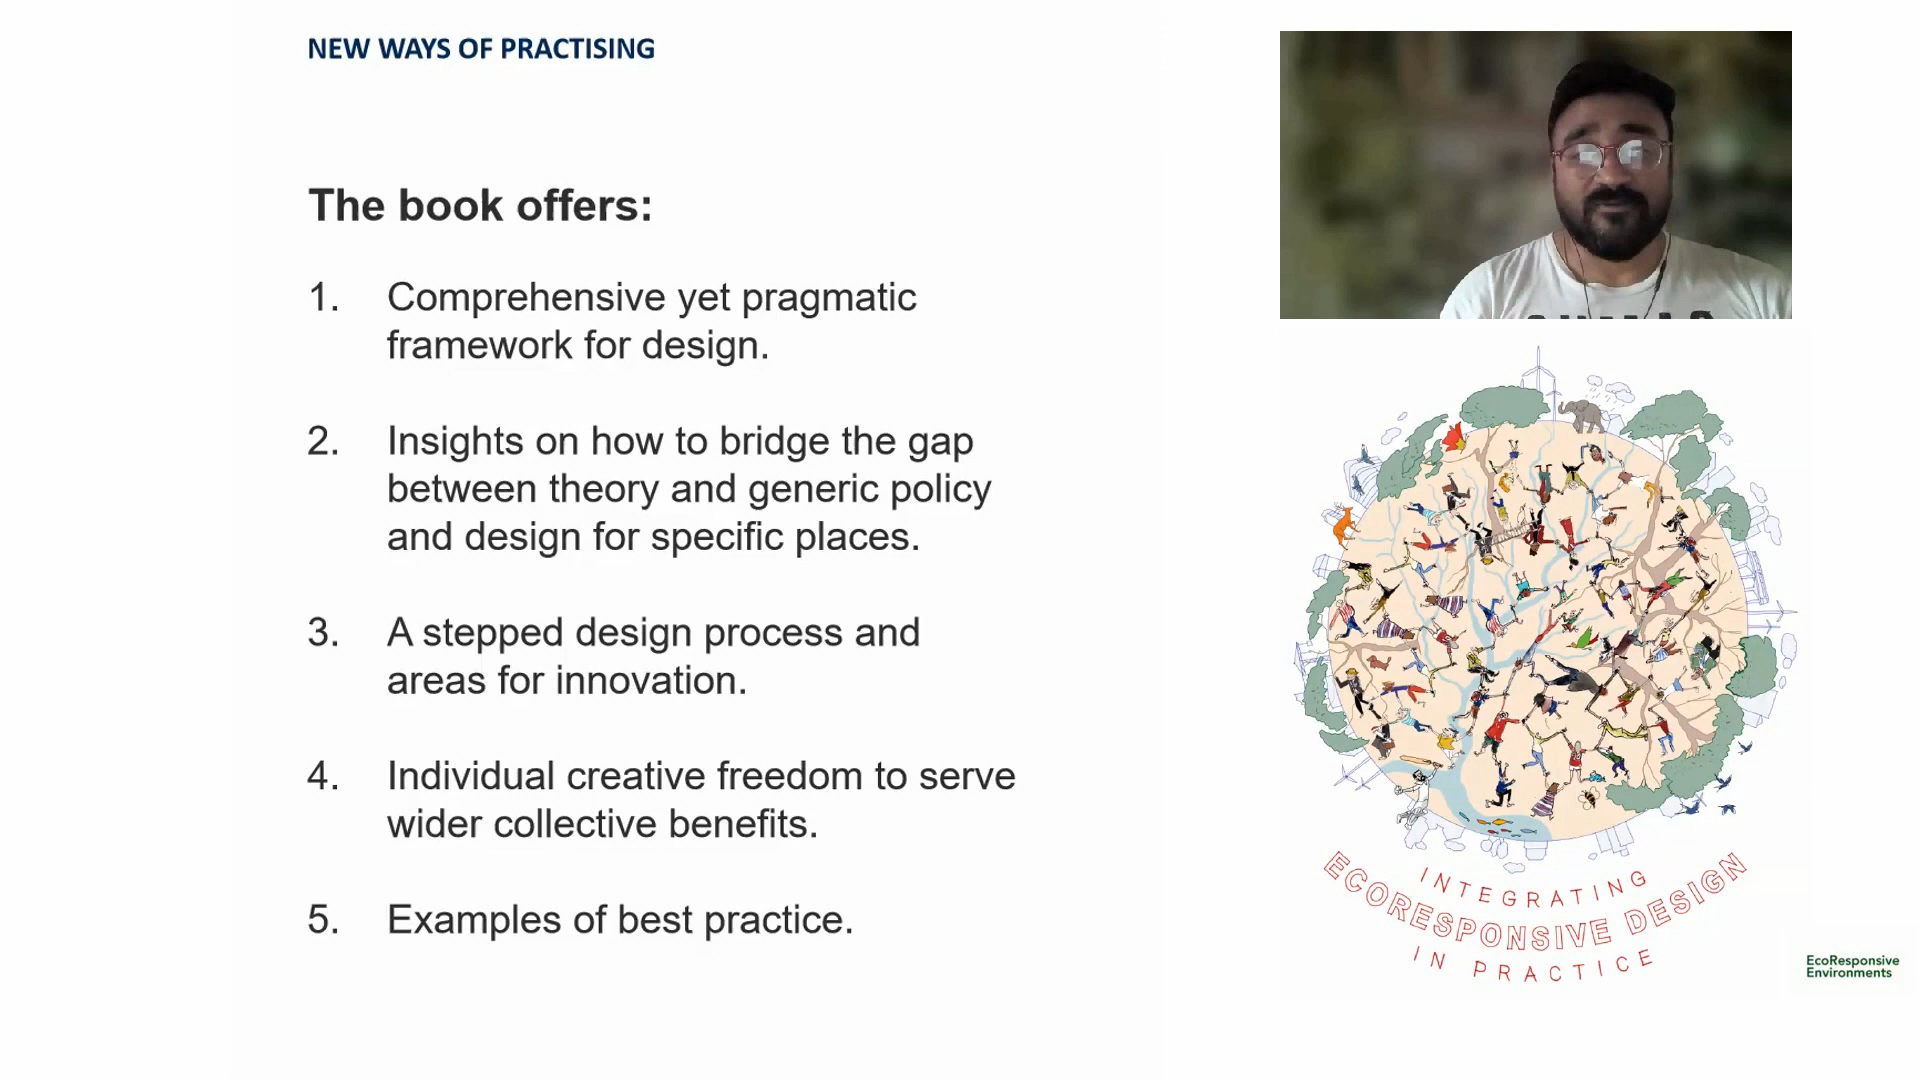 NEW WAYS OF PRACTISING
The book offers:
1. Comprehensive yet pragmatic
framework for design.
2. Insights on how to bridge the gap
between theory and generic policy
and design for specific places.
3. A stepped design process and
areas for innovation.
4. Individual creative freedom to serve
wider collective benefits.
5. Examples of best practice.
INTEGRATING
ECORESPONSIVE DESIGN
IN PRACTICE
EcoResponsive
Environments